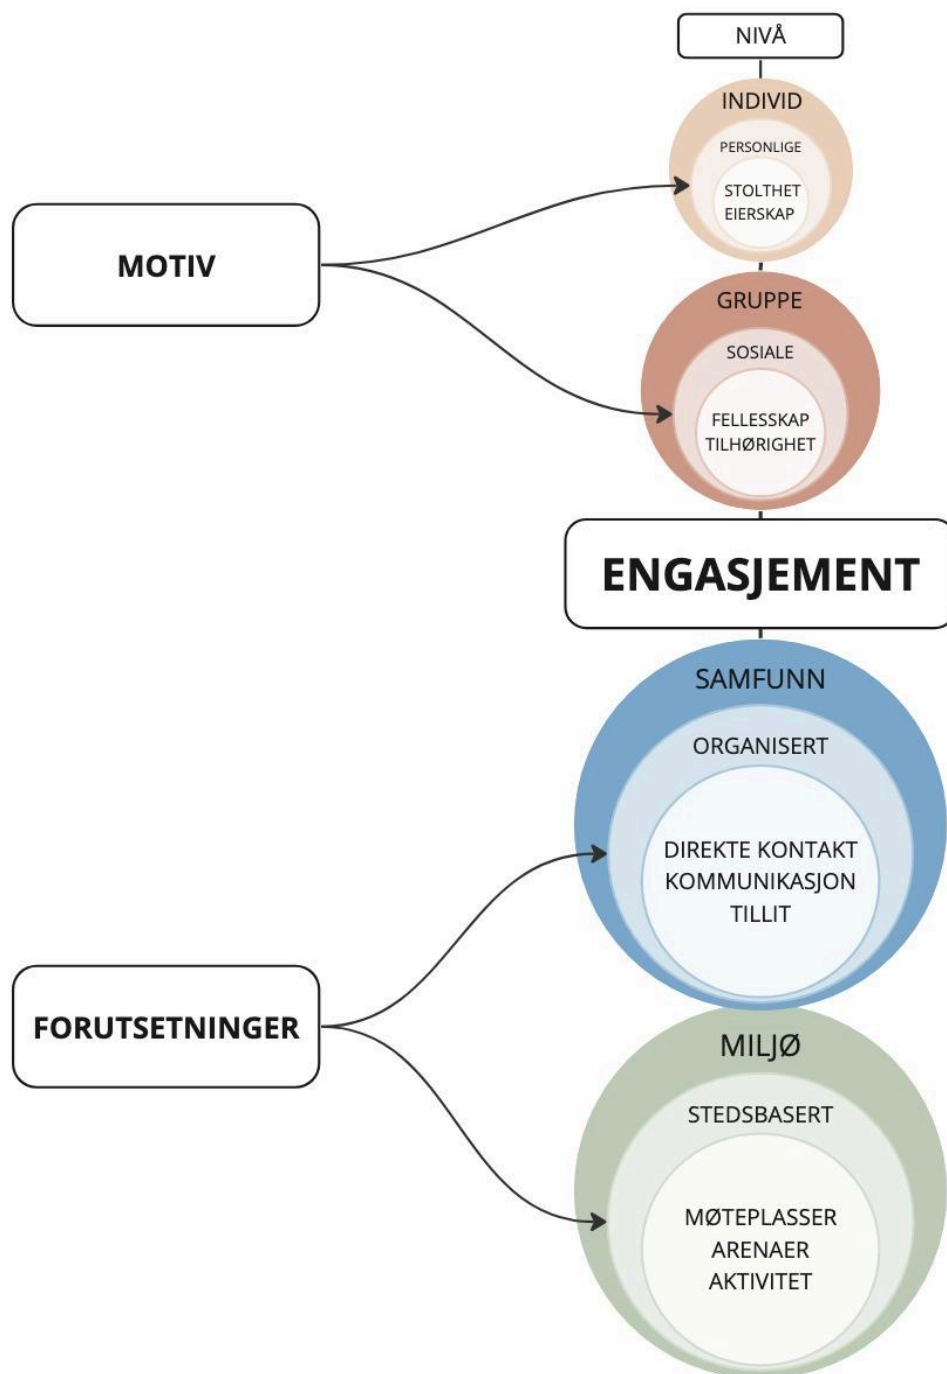 NIVÅ
INDIVID
PERSONLIGE
STOLTHET
EIERSKAP
MOTIV
GRUPPE
SOSIALE
FELLESSKAP
TILHØRIGHET
ENGASJEMENT
SAMFUNN
ORGANISERT
DIREKTE KONTAKT
KOMMUNIKASJON
TILLIT
FORUTSETNINGER
MILJØ
STEDSBASERT
MØTEPLASSER
ARENAER
AKTIVITET